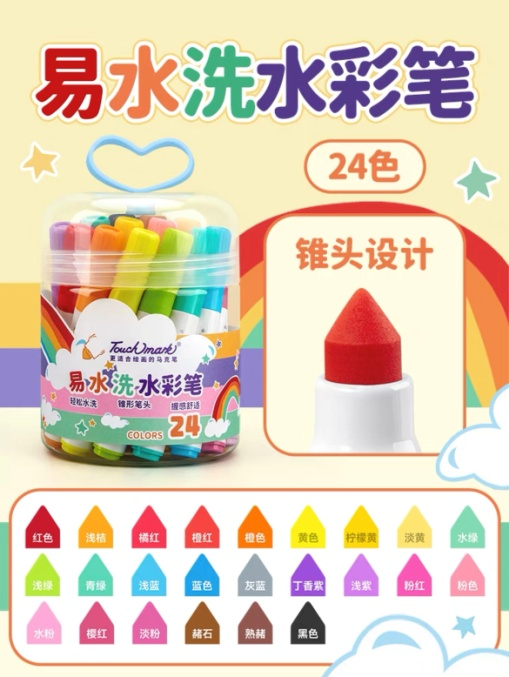 易水洗水彩笔
24色
锥头设计
Touchmark
更适合绘画的马克笔
易·水·洗·水彩笔
轻松水洗 锥形笔头 握感舒适
COLORS 24
红色 浅桔 橘红 橙红 橙色 黄色 柠檬黄 淡黄 水绿
浅绿 青绿 浅蓝 蓝色 灰蓝 丁香紫 浅紫 粉红 粉色
水粉 樱红 淡粉 赭石 熟赭 黑色